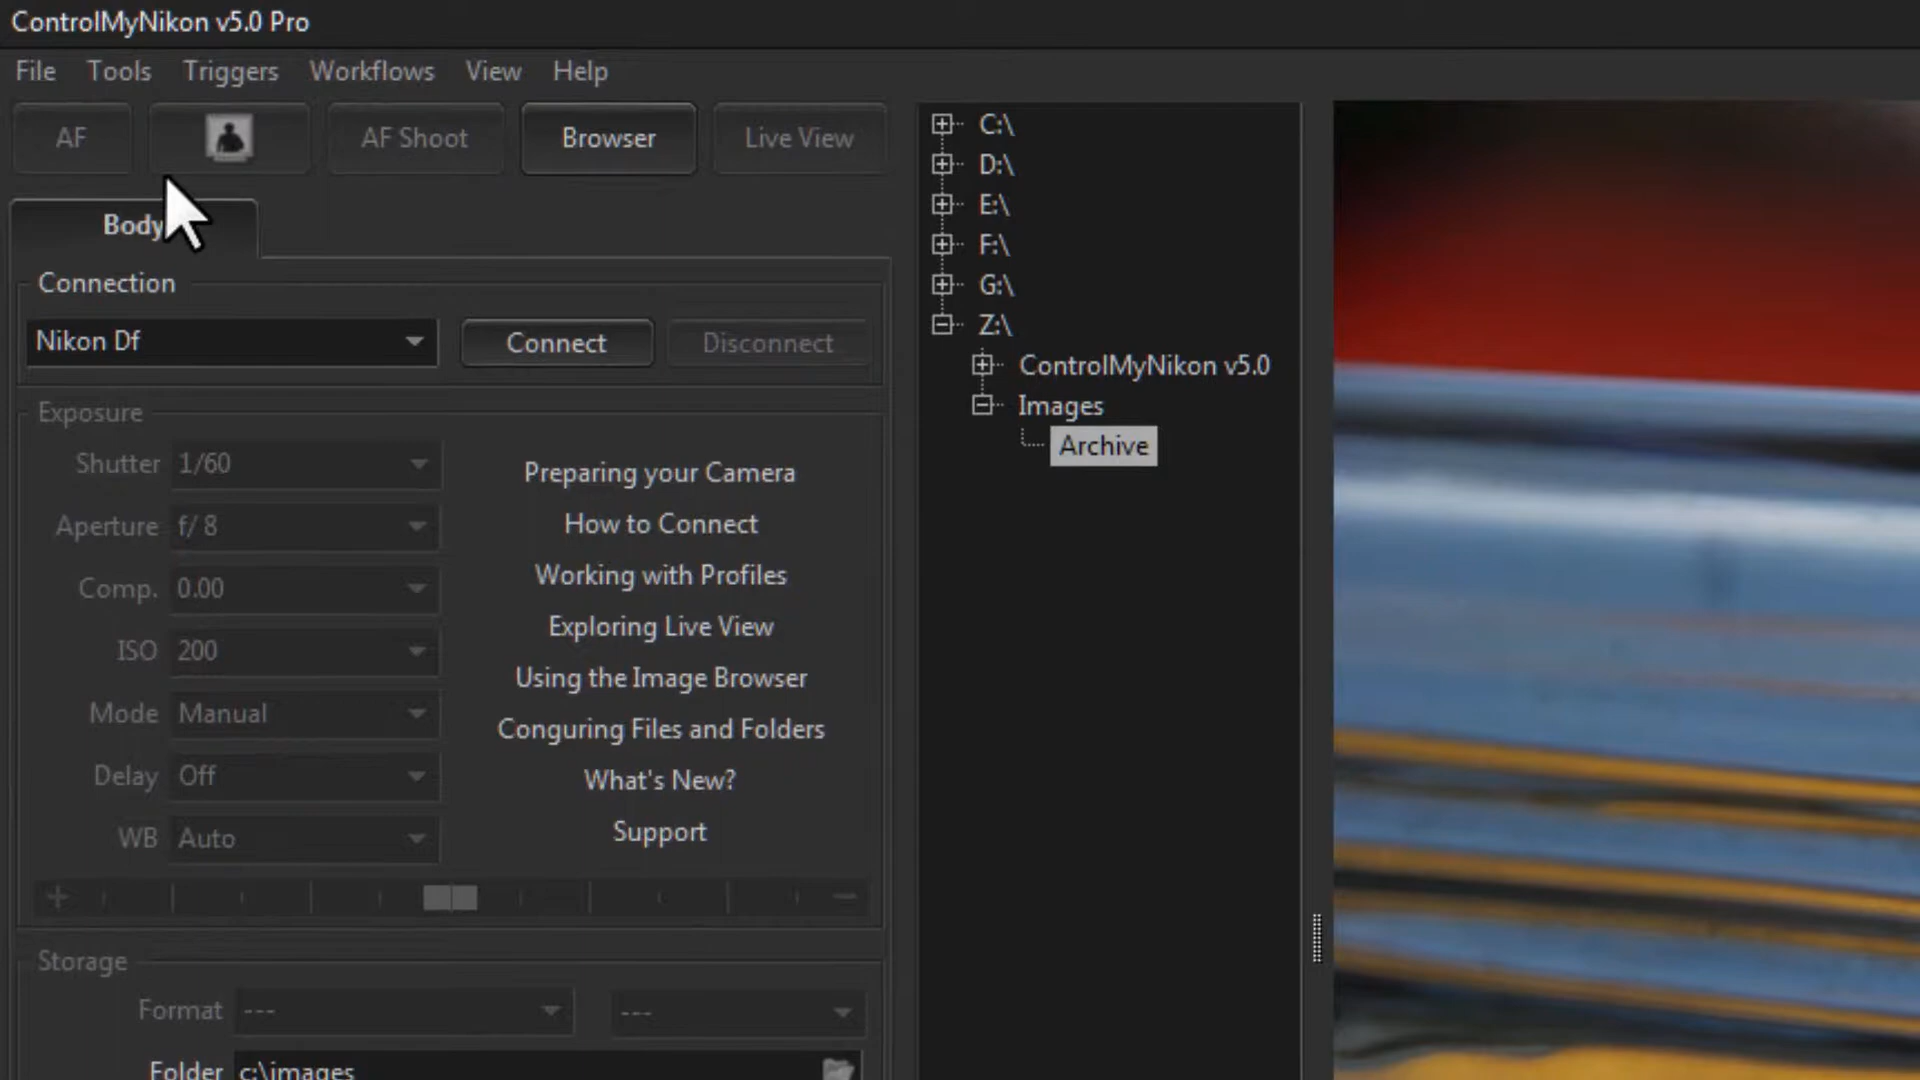 ControlMyNikon v5.0 Pro
File Tools Triggers Workflows View Help
AF AF Shoot Browser Live View
Body
Connection
Nikon Df Connect Disconnect
Exposure
Shutter 1/60
Aperture f/ 8
Comp. 0.00
ISO 200
Mode Manual
Delay Off
WB Auto
Preparing your Camera
How to Connect
Working with Profiles
Exploring Live View
Using the Image Browser
Conguring Files and Folders
What's New?
Support
+ −
Storage
Format --- ---
Folder c:\images
C:\
D:\
E:\
F:\
G:\
Z:\
ControlMyNikon v5.0
Images
Archive